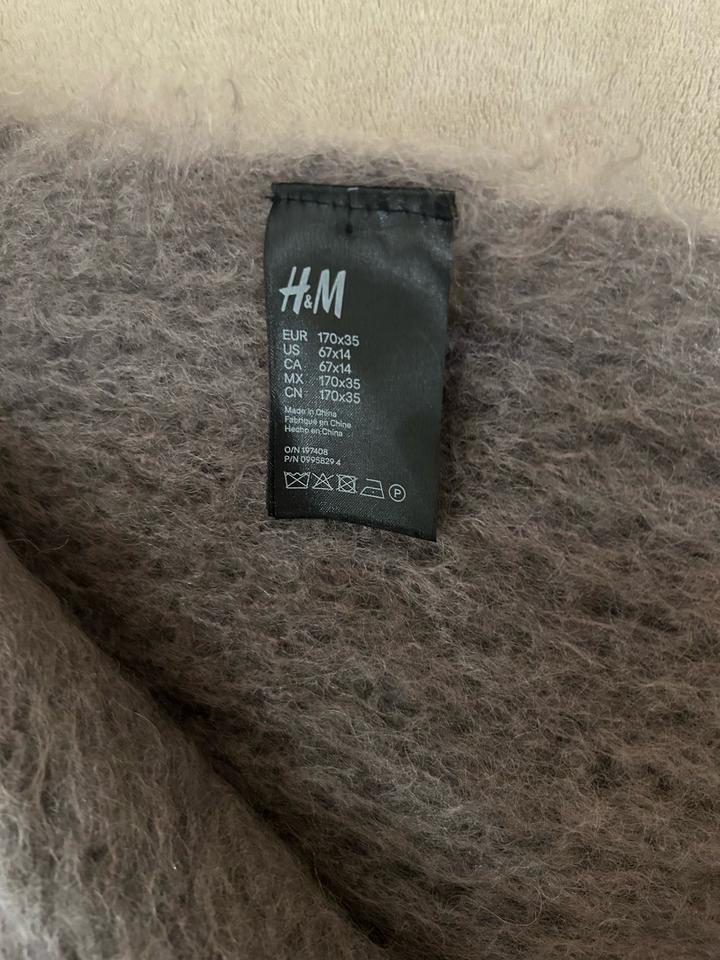 H&M
EUR 170x35
US 67x14
CA 67x14
MX 170x35
CN 170x35
Made in China
Fabriqué en Chine
Hecho en China
O/N 197408
P/N 0995829 4
P